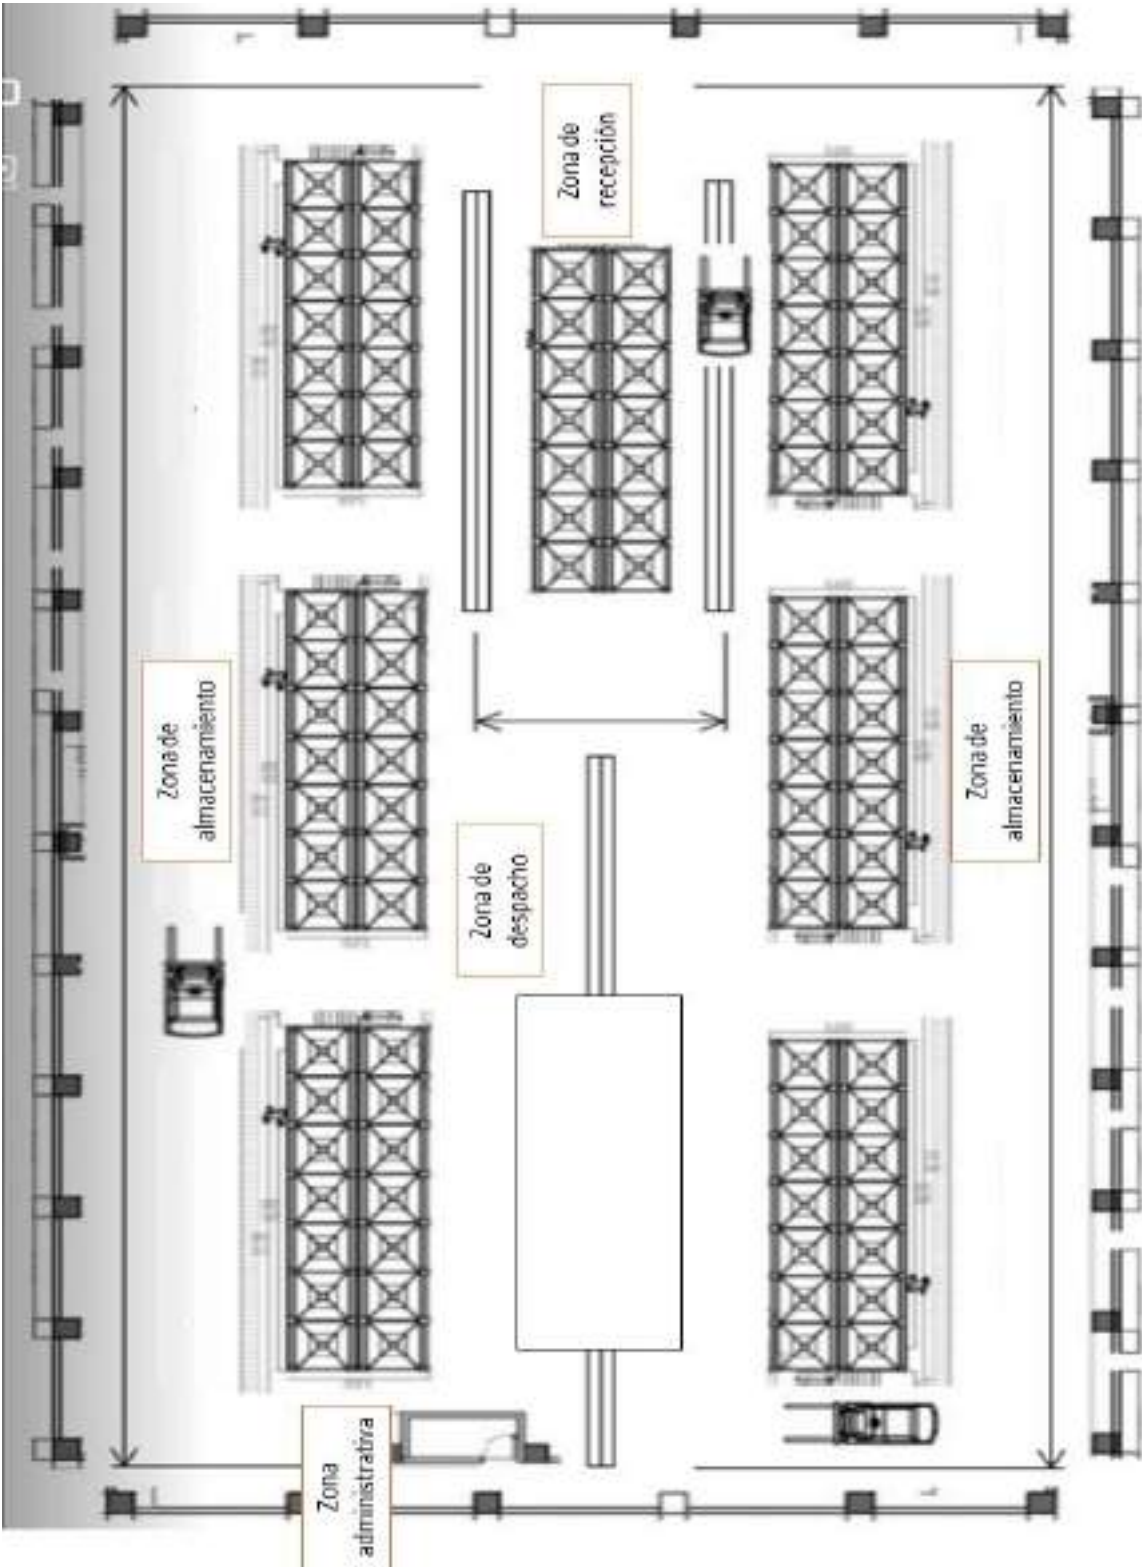 Zona de
recepción
Zona de
almacenamiento
Zona de
almacenamiento
Zona de
despacho
Zona
administrativa